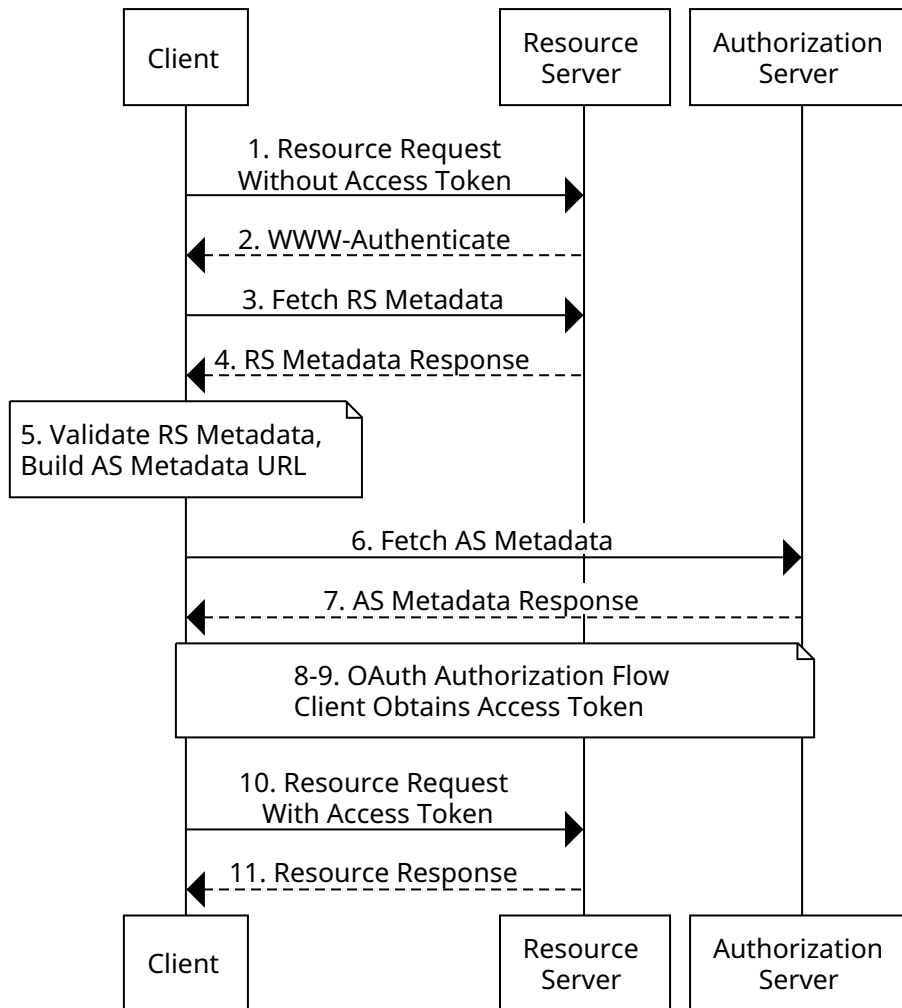 Client
Resource
Server
Authorization
Server
1. Resource Request
Without Access Token
2. WWW-Authenticate
3. Fetch RS Metadata
4. RS Metadata Response
5. Validate RS Metadata,
Build AS Metadata URL
6. Fetch AS Metadata
7. AS Metadata Response
8-9. OAuth Authorization Flow
Client Obtains Access Token
10. Resource Request
With Access Token
11. Resource Response
Client
Resource
Server
Authorization
Server